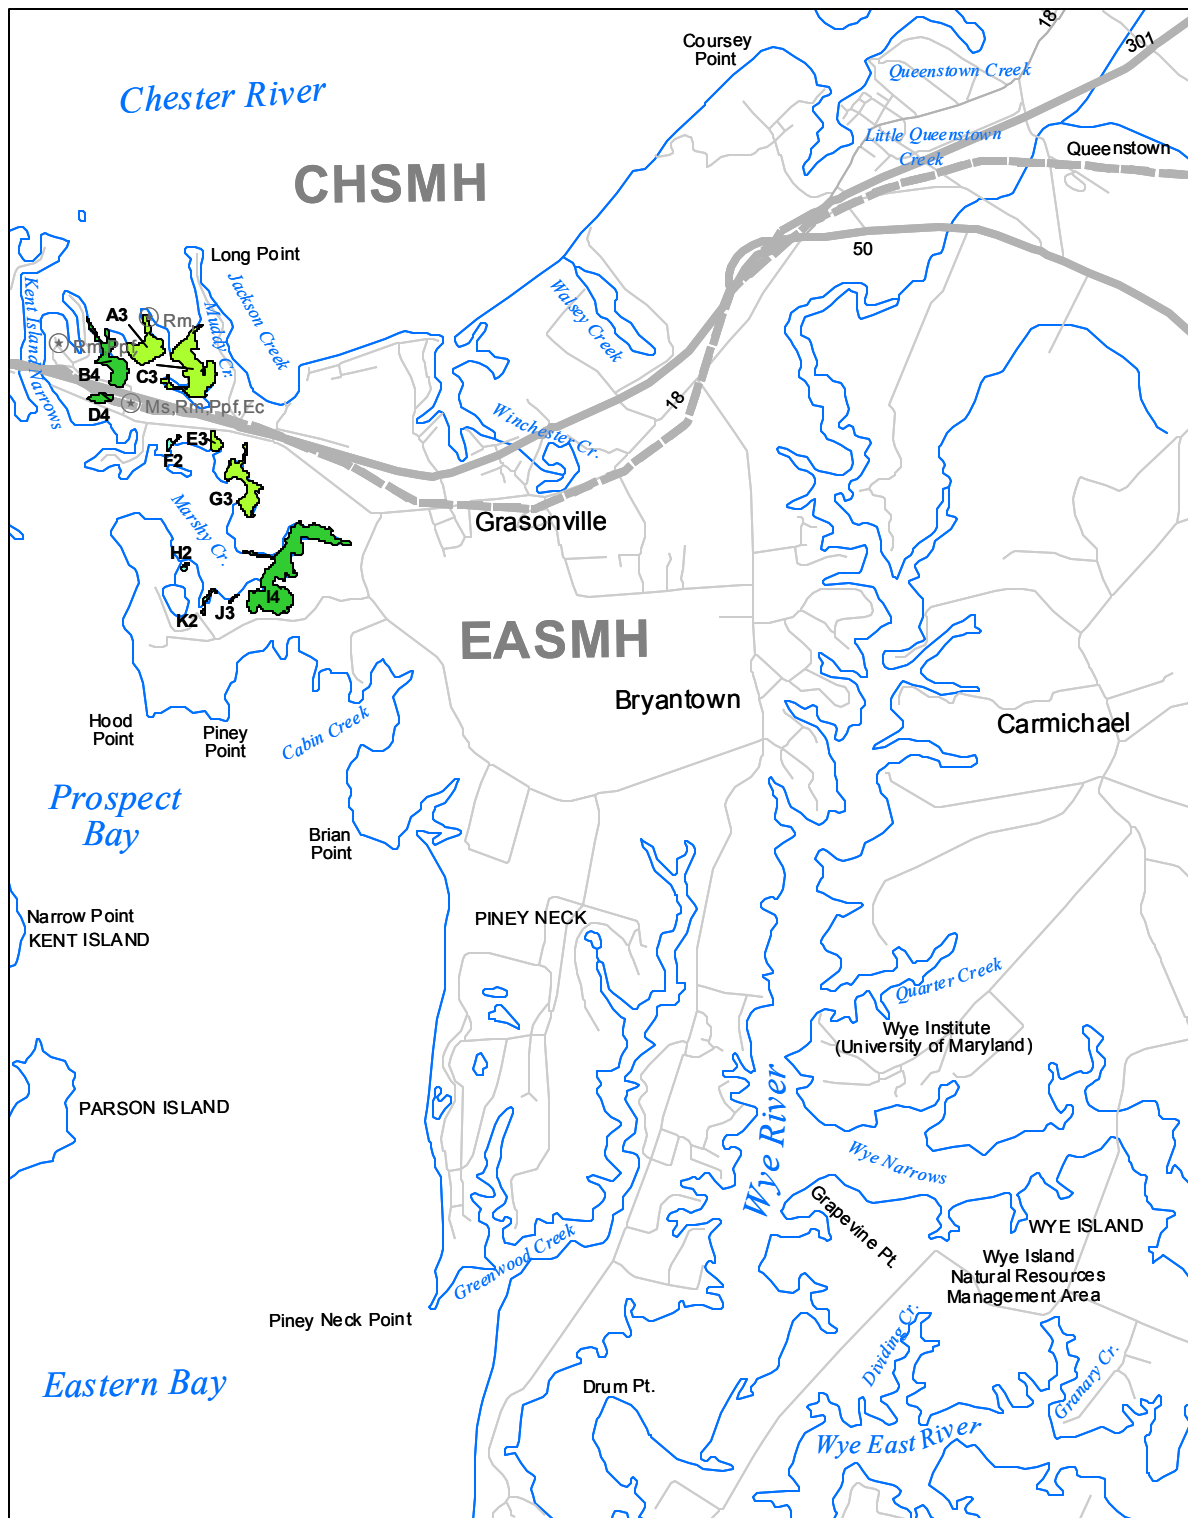 18
301
Coursey
Point
Queenstown Creek
Chester River
Little Queenstown
Creek
Queenstown
CHSMH
50
Long Point
Kent Island Narrows
Jackson Creek
Muddy Cr.
Walsey Creek
A3
Rm,
Rm,Ppf,
B4
C3
D4
Ms,Rm,Ppf,Ec
18
Winchester Cr.
E3
F2
G3
Grasonville
Marshy Cr.
H2
I4
J3
K2
EASMH
Bryantown
Carmichael
Hood
Point
Piney
Point
Cabin Creek
Prospect
Bay
Brian
Point
Narrow Point
KENT ISLAND
PINEY NECK
Quarter Creek
Wye Institute
(University of Maryland)
PARSON ISLAND
Wye River
Wye Narrows
Grapevine Pt.
WYE ISLAND
Wye Island
Natural Resources
Management Area
Greenwood Creek
Piney Neck Point
Eastern Bay
Drum Pt.
Dividing Cr.
Granary Cr.
Wye East River